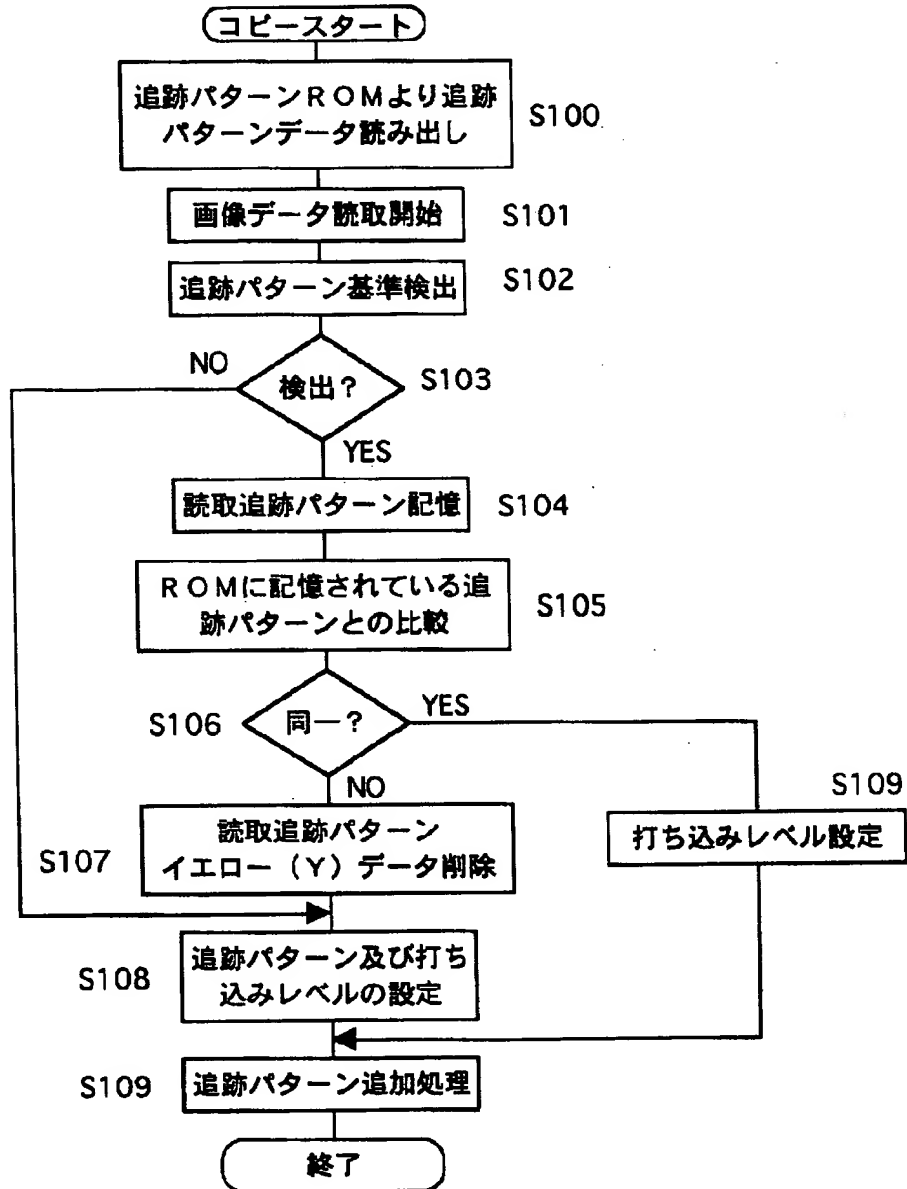 コピースタート
追跡パターンROMより追跡
パターンデータ読み出し
S100
画像データ読取開始
S101
追跡パターン基準検出
S102
NO
検出?
S103
YES
読取追跡パターン記憶
S104
ROMに記憶されている追
跡パターンとの比較
S105
S106
同一?
YES
NO
S109
打ち込みレベル設定
読取追跡パターン
イエロー(Y)データ削除
S107
追跡パターン及び打ち
込みレベルの設定
S108
S109
追跡パターン追加処理
終了